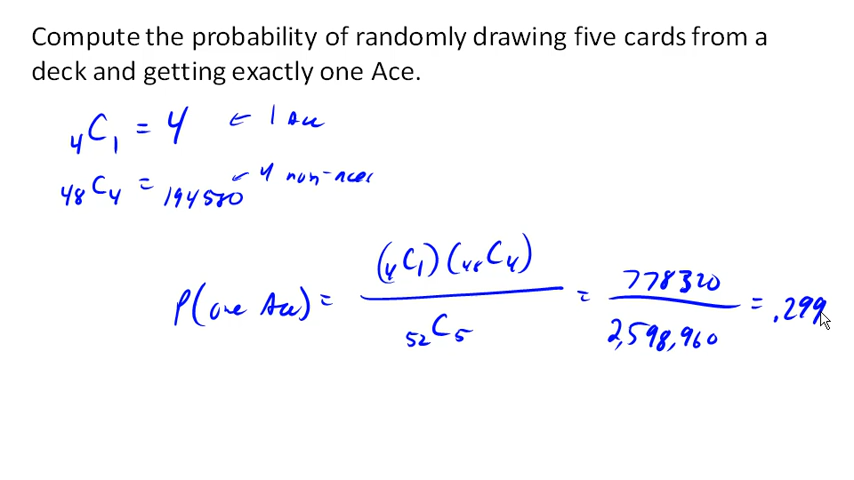 Compute the probability of randomly drawing five cards from a
deck and getting exactly one Ace.
₄C₁ = 4 ← 1 Ace
₄₈C₄ = 194580 ← 4 non-aces
P(one Ace) = (₄C₁)(₄₈C₄) / ₅₂C₅ = 778320 / 2,598,960 = .299